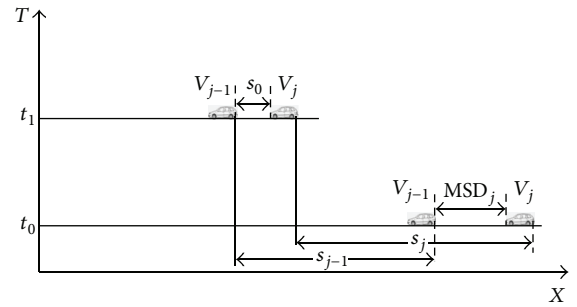 T
V_{j−1} s_0 V_j
t_1
V_{j−1} MSD_j V_j
t_0
s_j
s_{j−1}
X